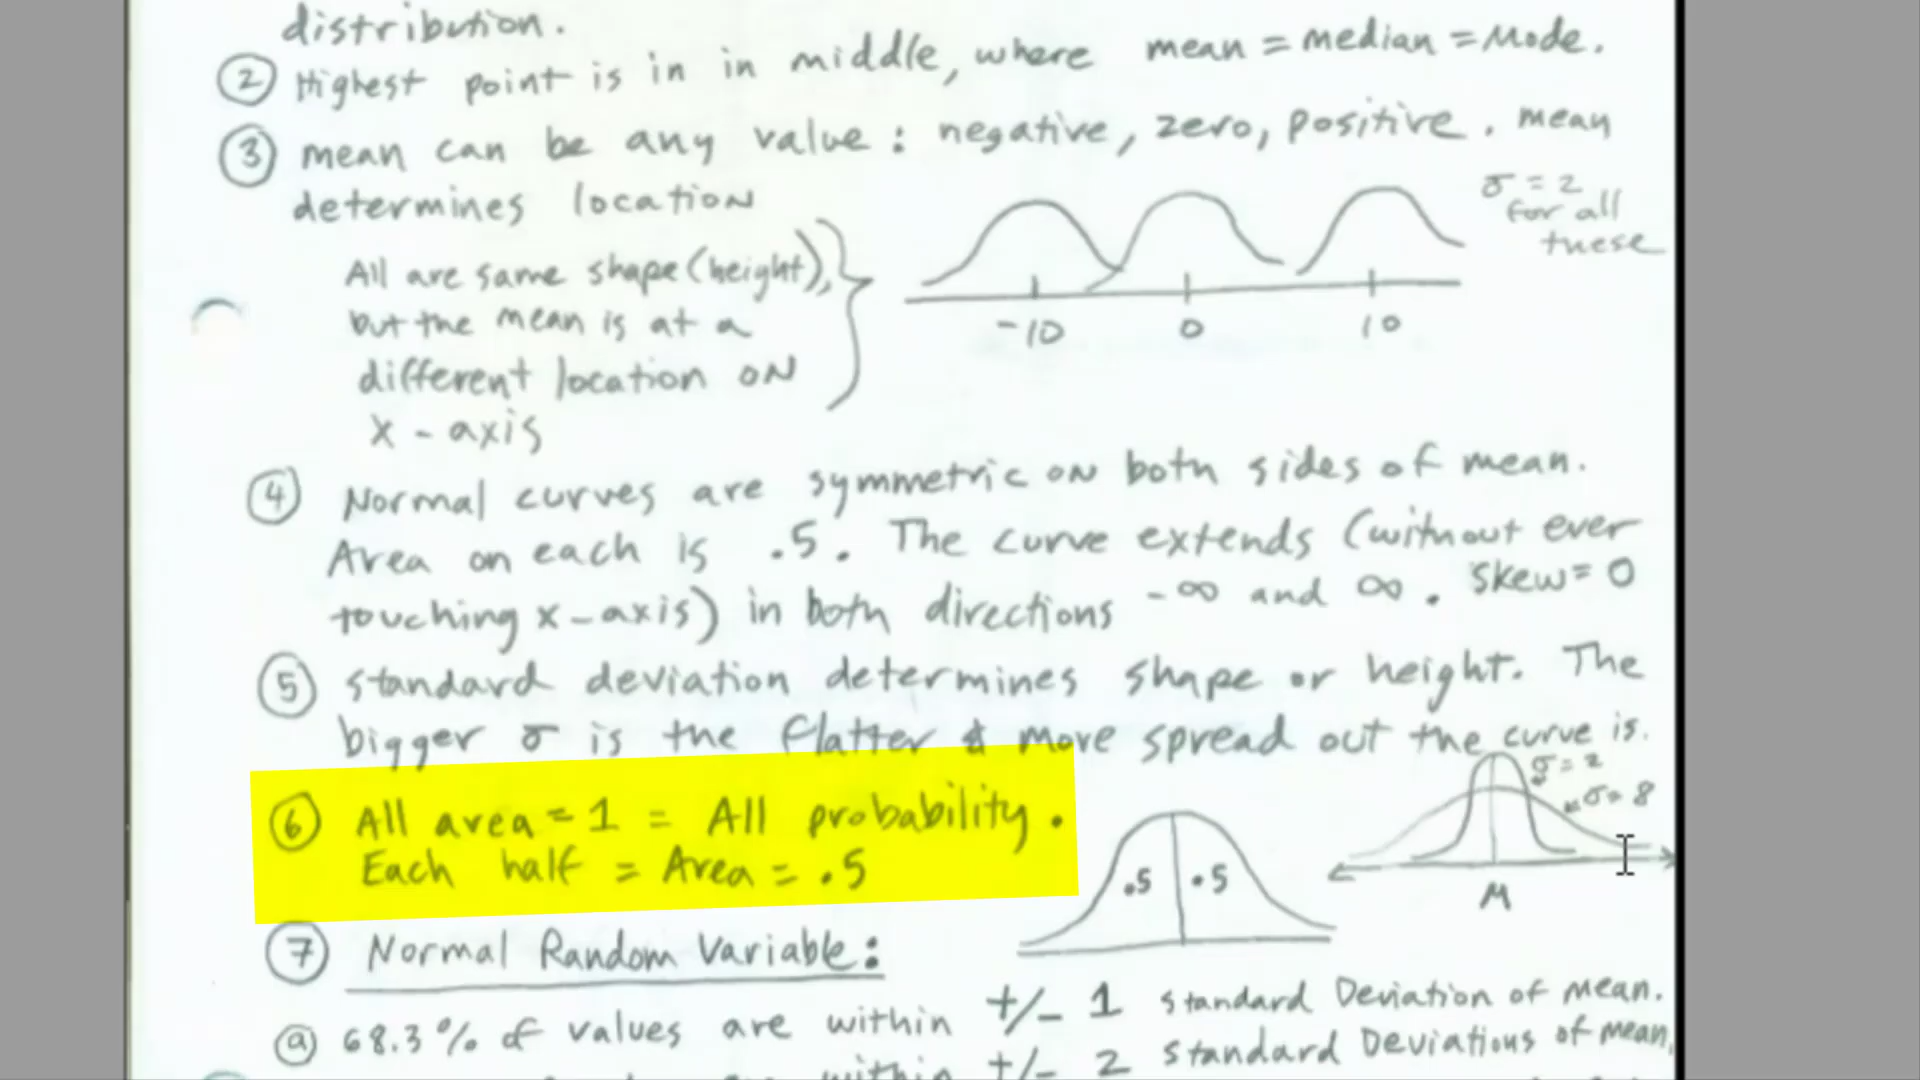 distribution.
② Highest point is in in middle, where mean = median = Mode.
③ mean can be any value : negative, zero, positive. mean
determines location
σ = 2
for all
these
All are same shape (height),
but the mean is at a
different location on
x - axis
-10 0 10
④ Normal curves are symmetric on both sides of mean.
Area on each is .5. The curve extends (without ever
touching x-axis) in both directions -∞ and ∞. Skew = 0
⑤ standard deviation determines shape or height. The
bigger σ is the flatter & more spread out the curve is.
σ = 2
σ = 8
⑥ All area = 1 = All probability.
Each half = Area = .5
.5 .5
M
⑦ Normal Random Variable:
ⓐ 68.3% of values are within +/- 1 standard Deviation of mean.
within +/- 2 standard Deviations of mean,